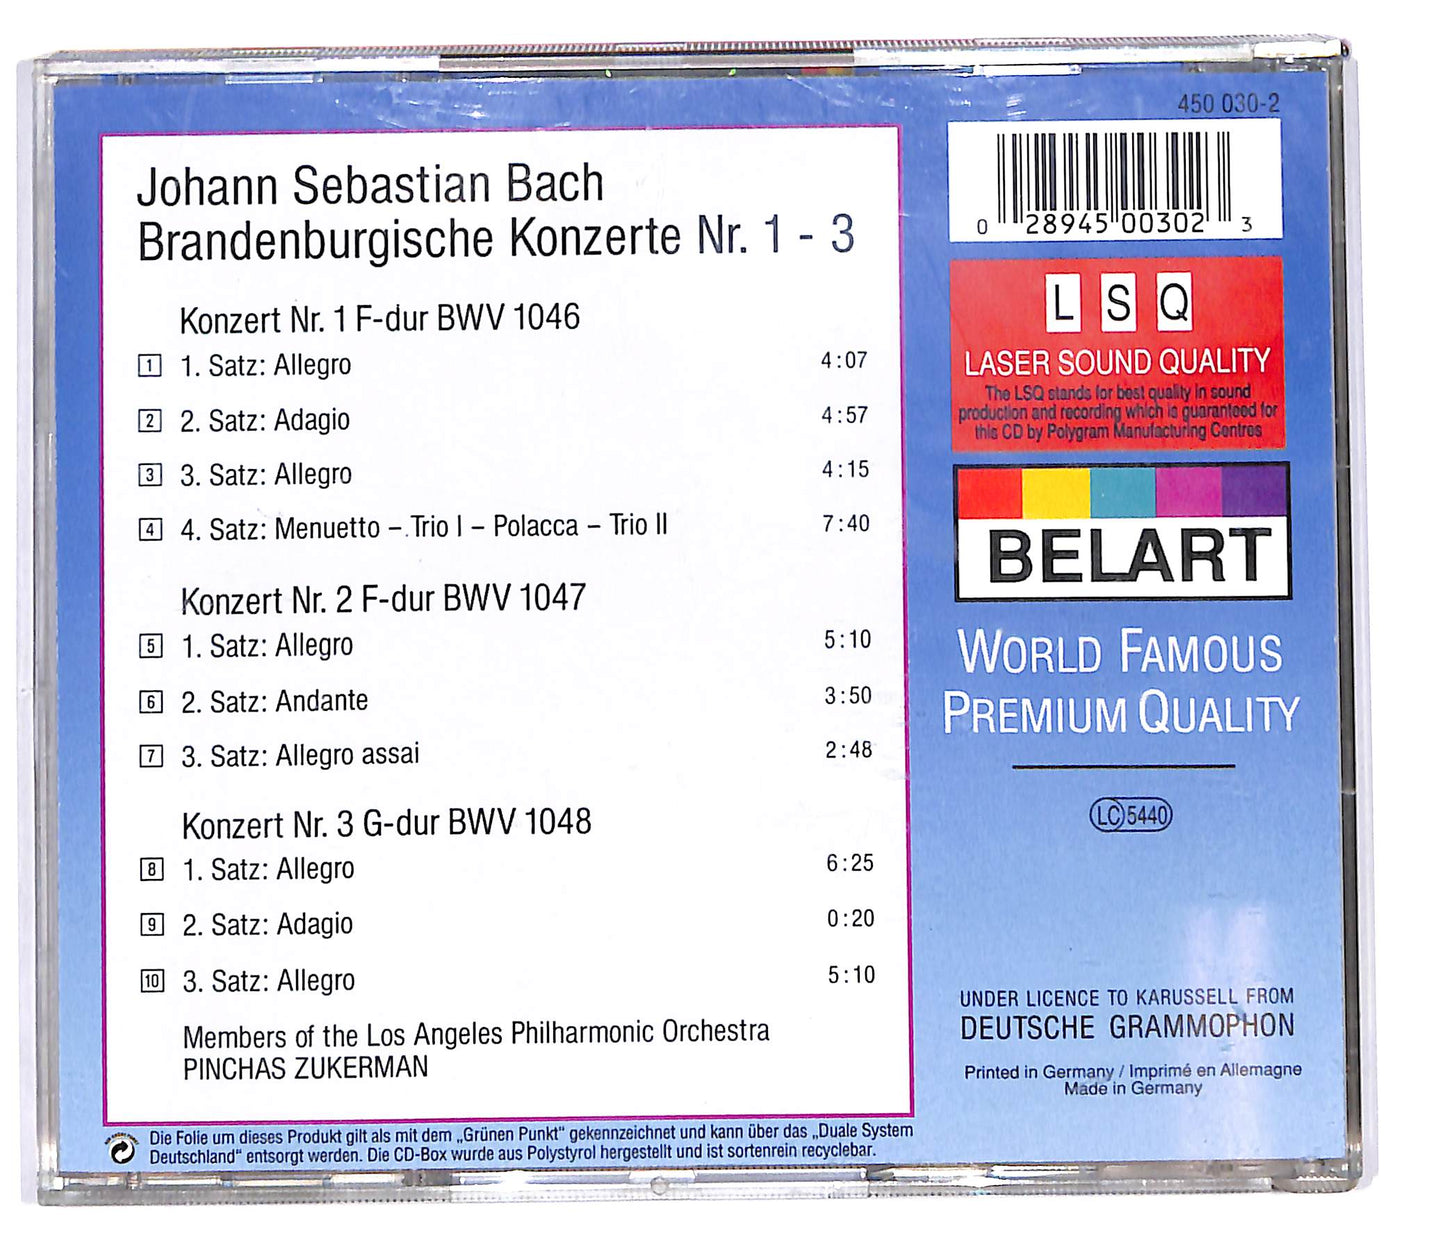 450 030-2
0 28945 00302 3
Johann Sebastian Bach
Brandenburgische Konzerte Nr. 1 - 3
Konzert Nr. 1 F-dur BWV 1046
1 1. Satz: Allegro 4:07
2 2. Satz: Adagio 4:57
3 3. Satz: Allegro 4:15
4 4. Satz: Menuetto – Trio I – Polacca – Trio II 7:40
Konzert Nr. 2 F-dur BWV 1047
5 1. Satz: Allegro 5:10
6 2. Satz: Andante 3:50
7 3. Satz: Allegro assai 2:48
Konzert Nr. 3 G-dur BWV 1048
8 1. Satz: Allegro 6:25
9 2. Satz: Adagio 0:20
10 3. Satz: Allegro 5:10
Members of the Los Angeles Philharmonic Orchestra
PINCHAS ZUKERMAN
LSQ
LASER SOUND QUALITY
The LSQ stands for best quality in sound
production and recording which is guaranteed for
this CD by Polygram Manufacturing Centres
BELART
WORLD FAMOUS
PREMIUM QUALITY
LC 5440
UNDER LICENCE TO KARUSSELL FROM
DEUTSCHE GRAMMOPHON
Printed in Germany / Imprimé en Allemagne
Made in Germany
Die Folie um dieses Produkt gilt als mit dem „Grünen Punkt“ gekennzeichnet und kann über das „Duale System
Deutschland“ entsorgt werden. Die CD-Box wurde aus Polystyrol hergestellt und ist sortenrein recyclebar.